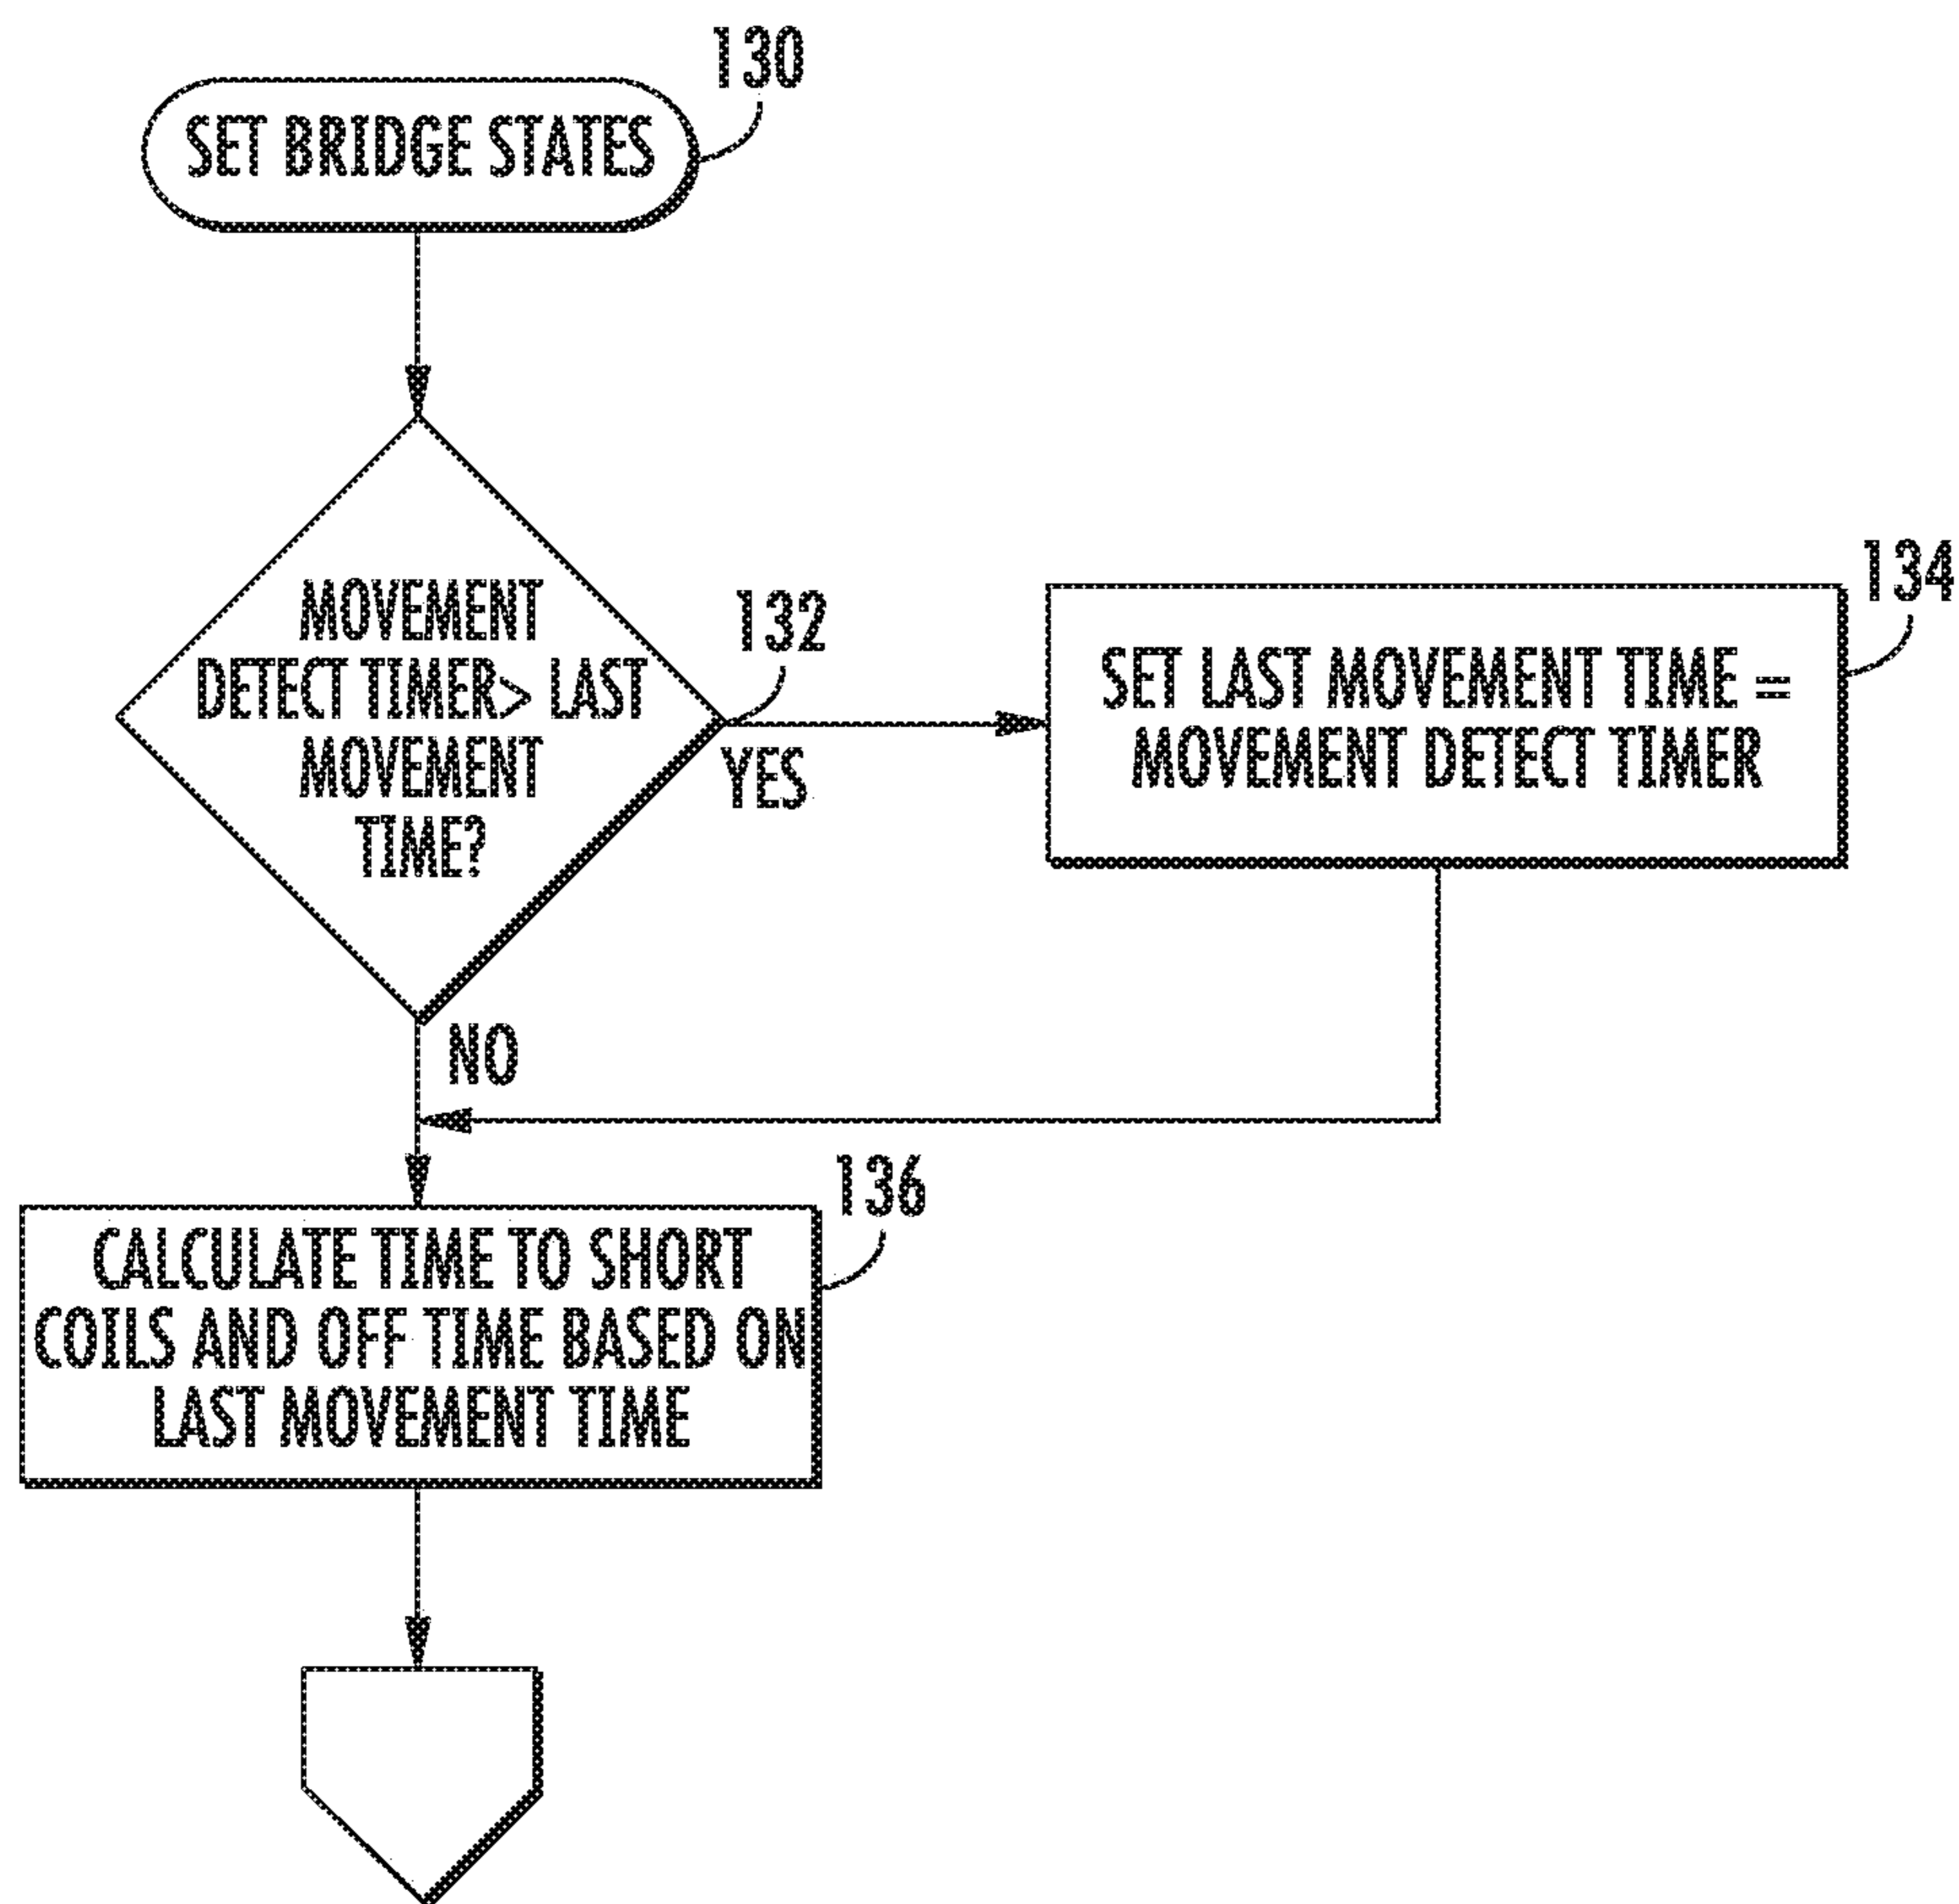 130
SET BRIDGE STATES
MOVEMENT
DETECT TIMER> LAST
MOVEMENT
TIME?
132
YES
134
SET LAST MOVEMENT TIME =
MOVEMENT DETECT TIMER
NO
136
CALCULATE TIME TO SHORT
COILS AND OFF TIME BASED ON
LAST MOVEMENT TIME